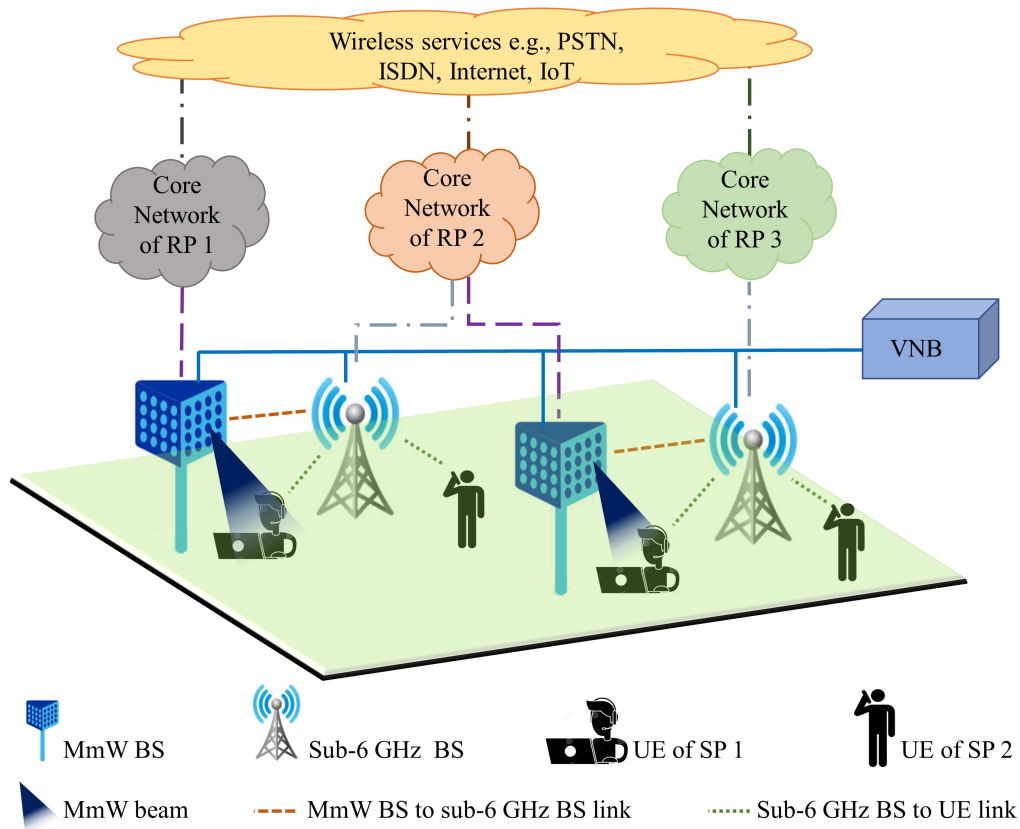 Wireless services e.g., PSTN,
ISDN, Internet, IoT
Core
Network
of RP 1
Core
Network
of RP 2
Core
Network
of RP 3
VNB
MmW BS
Sub-6 GHz BS
UE of SP 1
UE of SP 2
MmW beam
MmW BS to sub-6 GHz BS link
Sub-6 GHz BS to UE link